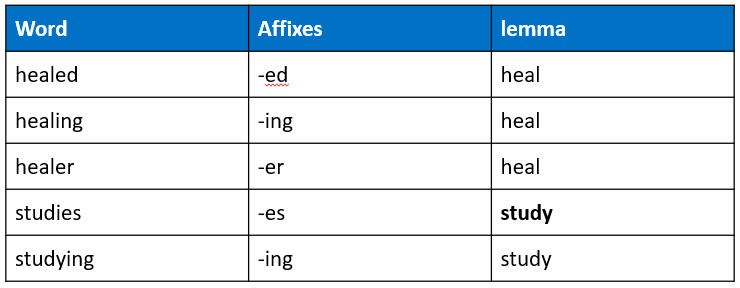 Word Affixes lemma
healed -ed heal
healing -ing heal
healer -er heal
studies -es study
studying -ing study